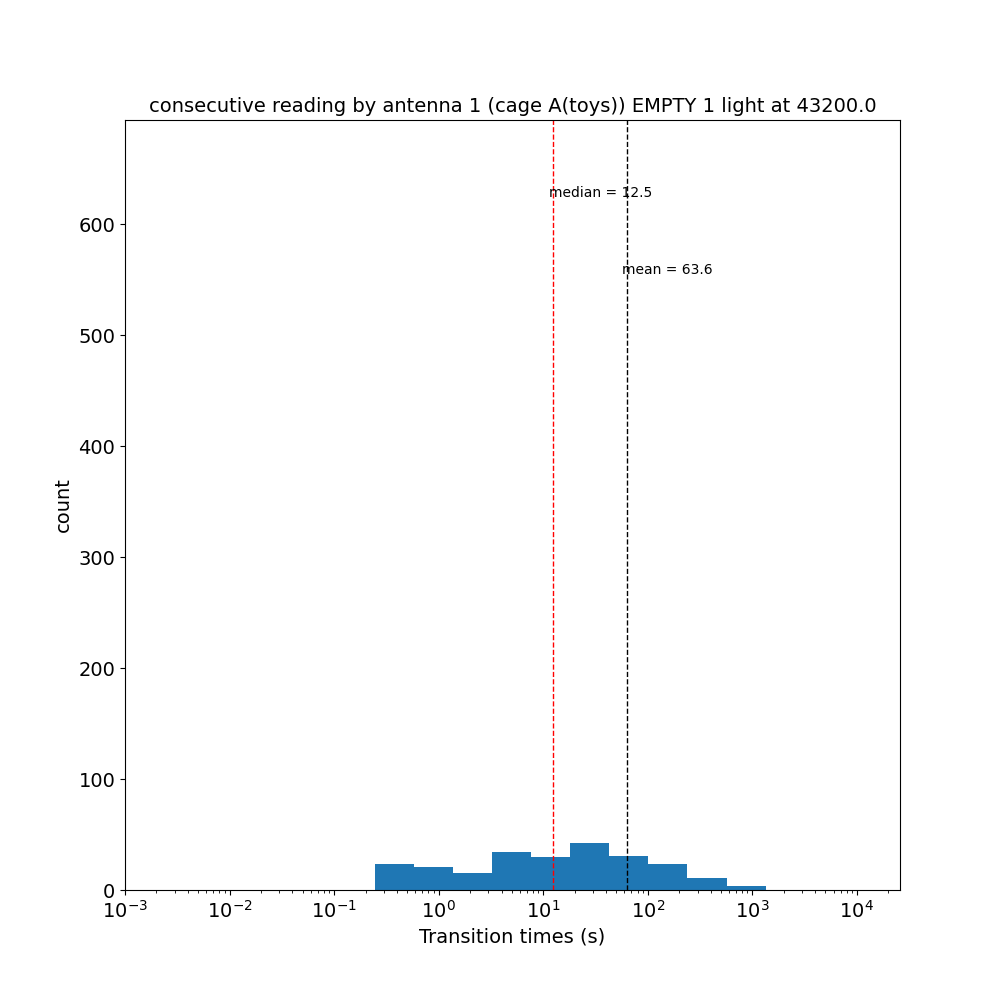 consecutive reading by antenna 1 (cage A(toys)) EMPTY 1 light at 43200.0
median = 12.5
mean = 63.6
600
500
400
300
200
100
0
count
10⁻³ 10⁻² 10⁻¹ 10⁰ 10¹ 10² 10³ 10⁴
Transition times (s)